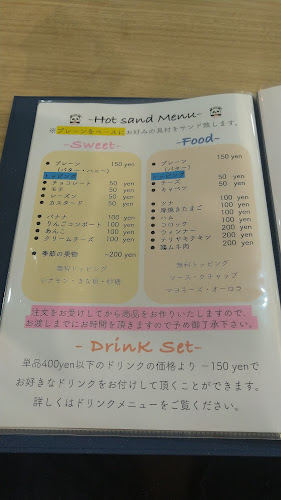 -Hot sand Menu-
※プレーンをベースにお好みの具材をサンド致します。
-Sweet-
プレーン 150 yen
(バター・ハニー)
トッピング
チョコレート 50 yen
モチ 50 yen
レーズン 50 yen
カスタード 50 yen
バナナ 100 yen
りんごコンポート 100 yen
あんこ 100 yen
クリームチーズ 100 yen
季節の果物 ~200 yen
無料トッピング
シナモン・きなこ・砂糖
-Food-
プレーン 150 yen
(バター)
トッピング
チーズ 50 yen
キャベツ 50 yen
ツナ 100 yen
厚焼きたまご 100 yen
ハム 100 yen
コロッケ 200 yen
ウィンナー 200 yen
テリヤキチキン 200 yen
鶏ムネ肉 200 yen
無料トッピング
ソース・ケチャップ
マヨネーズ・オーロラ
注文をお受けしてから商品をお作りいたしますので、
お渡しまでにお時間を頂きますので予め御了承下さい。
- Drink Set-
単品400yen以下のドリンクの価格より －150 yenで
お好きなドリンクをお付けして頂くことができます。
詳しくはドリンクメニューをご覧ください。